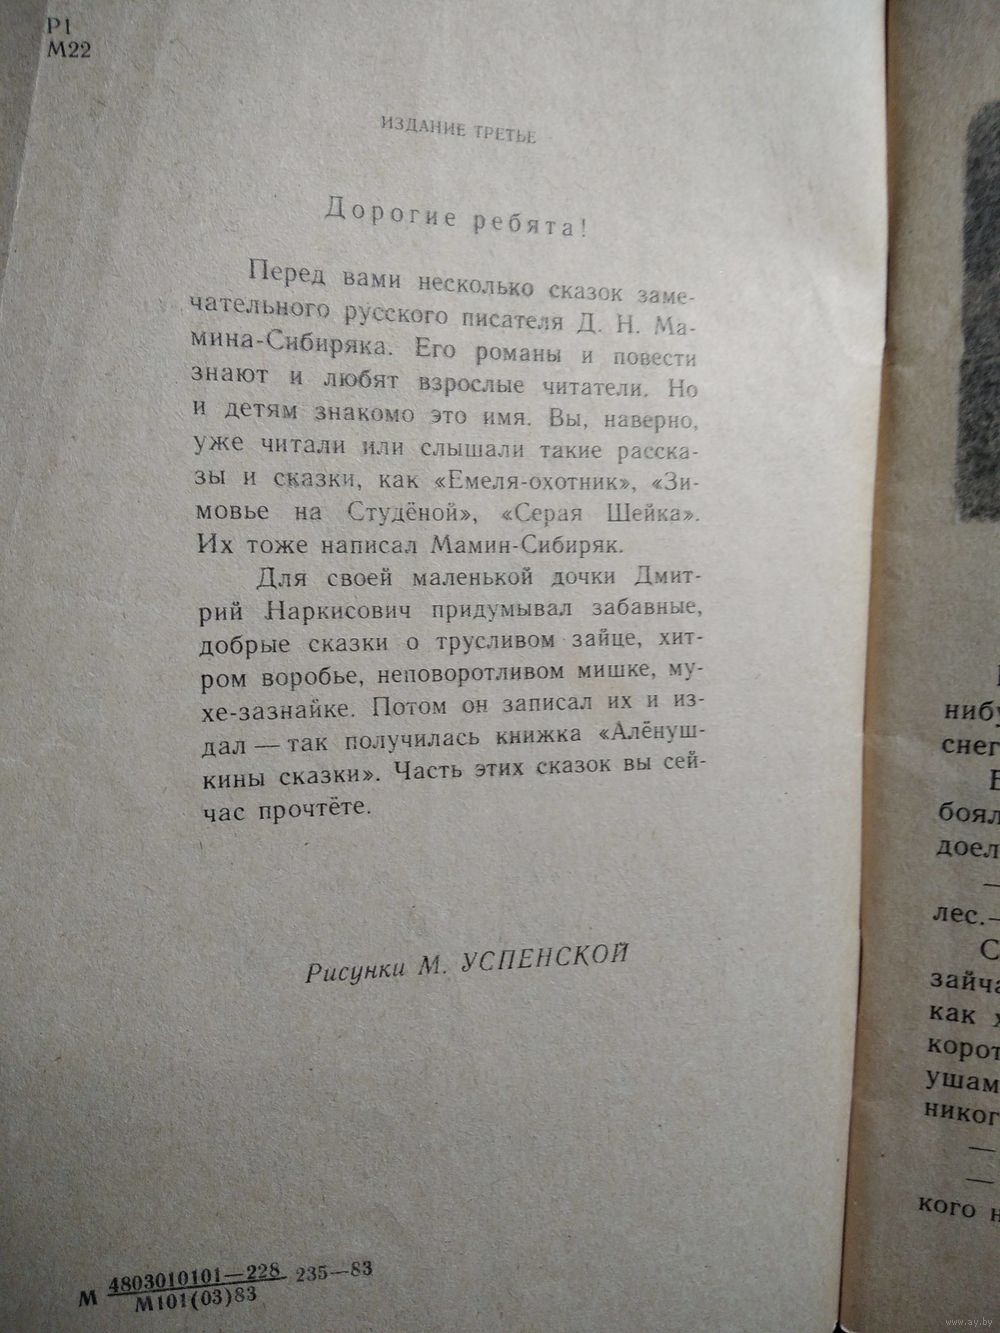 Р1
М22
ИЗДАНИЕ ТРЕТЬЕ
Дорогие ребята!
Перед вами несколько сказок заме-
чательного русского писателя Д. Н. Ма-
мина-Сибиряка. Его романы и повести
знают и любят взрослые читатели. Но
и детям знакомо это имя. Вы, наверно,
уже читали или слышали такие расска-
зы и сказки, как «Емеля-охотник», «Зи-
мовье на Студёной», «Серая Шейка».
Их тоже написал Мамин-Сибиряк.
Для своей маленькой дочки Дмит-
рий Наркисович придумывал забавные,
добрые сказки о трусливом зайце, хит-
ром воробье, неповоротливом мишке, му-
хе-зазнайке. Потом он записал их и из-
дал — так получилась книжка «Алёнуш-
кины сказки». Часть этих сказок вы сей-
час прочтёте.
Рисунки М. УСПЕНСКОЙ
М 4803010101—228 235—83
М101(03)83
нибу
снег
боял
доел
—
лес.—
С
зайча
как х
корот
ушам
никог
—
—
кого н
www.ay.by